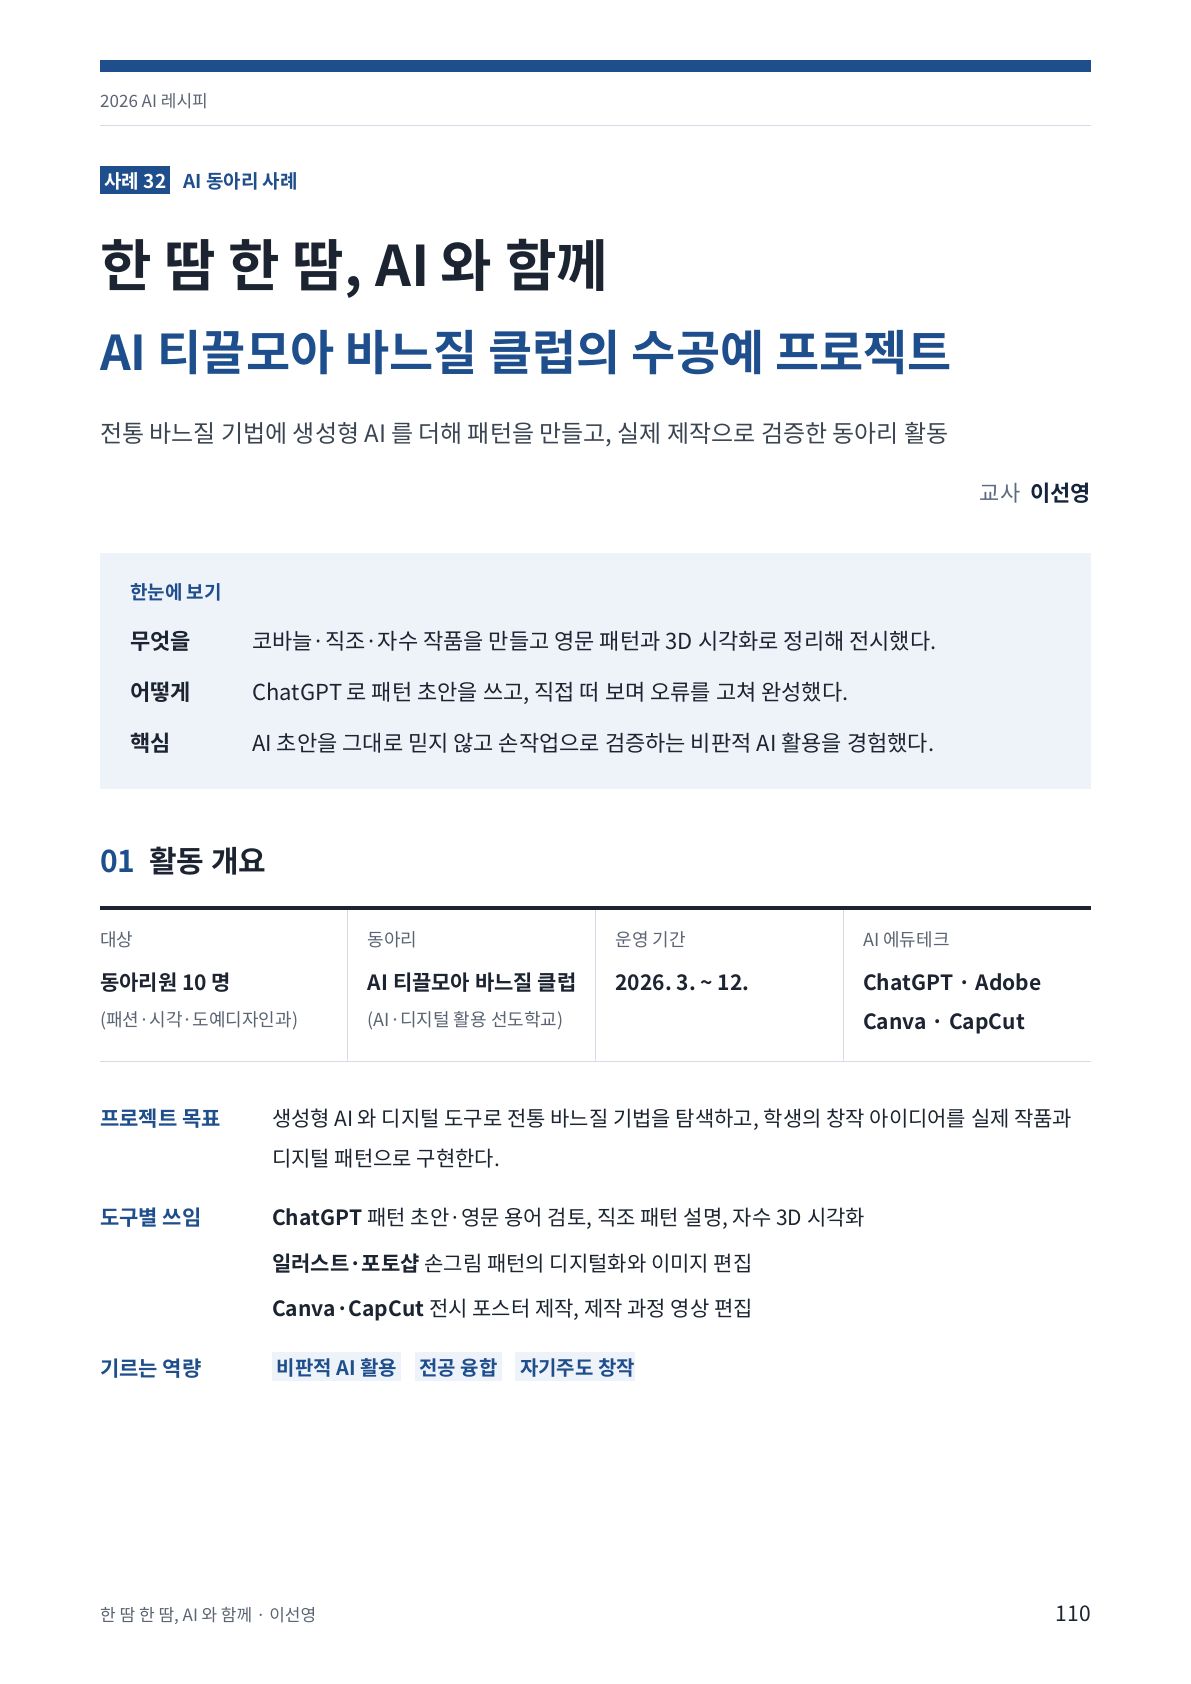 2026 AI 레시피
사례 32 AI 동아리 사례
한 땀 한 땀, AI 와 함께
AI 티끌모아 바느질 클럽의 수공예 프로젝트
전통 바느질 기법에 생성형 AI 를 더해 패턴을 만들고, 실제 제작으로 검증한 동아리 활동
교사 이선영
한눈에 보기
무엇을 코바늘·직조·자수 작품을 만들고 영문 패턴과 3D 시각화로 정리해 전시했다.
어떻게 ChatGPT 로 패턴 초안을 쓰고, 직접 떠 보며 오류를 고쳐 완성했다.
핵심 AI 초안을 그대로 믿지 않고 손작업으로 검증하는 비판적 AI 활용을 경험했다.
01 활동 개요
대상
동아리원 10 명
(패션·시각·도예디자인과)
동아리
AI 티끌모아 바느질 클럽
(AI·디지털 활용 선도학교)
운영 기간
2026. 3. ~ 12.
AI 에듀테크
ChatGPT · Adobe
Canva · CapCut
프로젝트 목표 생성형 AI 와 디지털 도구로 전통 바느질 기법을 탐색하고, 학생의 창작 아이디어를 실제 작품과
디지털 패턴으로 구현한다.
도구별 쓰임 ChatGPT 패턴 초안·영문 용어 검토, 직조 패턴 설명, 자수 3D 시각화
일러스트·포토샵 손그림 패턴의 디지털화와 이미지 편집
Canva·CapCut 전시 포스터 제작, 제작 과정 영상 편집
기르는 역량 비판적 AI 활용 전공 융합 자기주도 창작
한 땀 한 땀, AI 와 함께 · 이선영
110